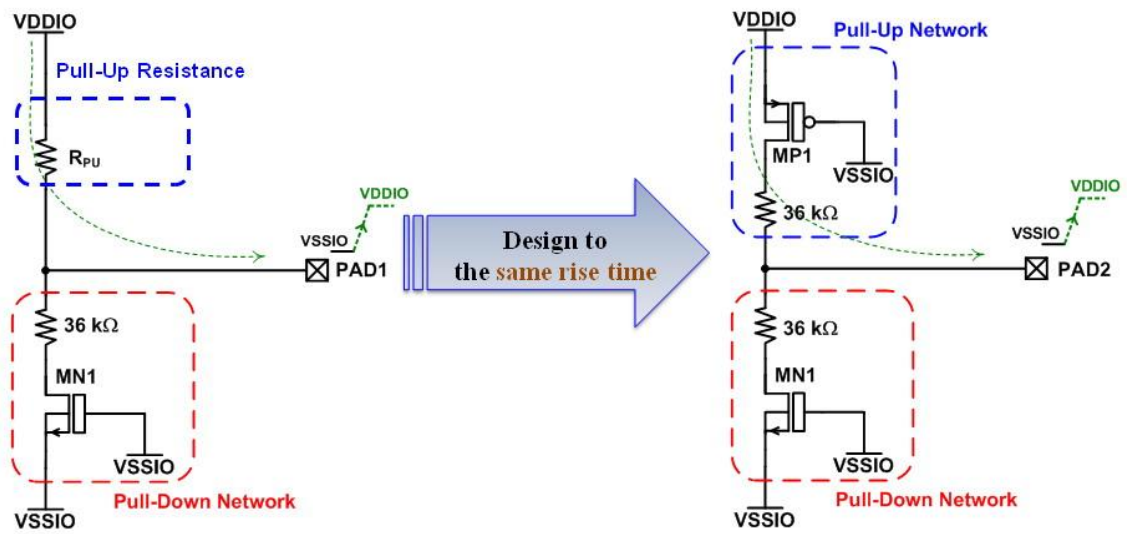 VDDIO
Pull-Up Resistance
R_PU
VSSIO
VDDIO
PAD1
36 kΩ
MN1
VSSIO
Pull-Down Network
VSSIO
Design to
the same rise time
VDDIO
Pull-Up Network
MP1
VSSIO
36 kΩ
VSSIO
VDDIO
PAD2
36 kΩ
MN1
VSSIO
Pull-Down Network
VSSIO